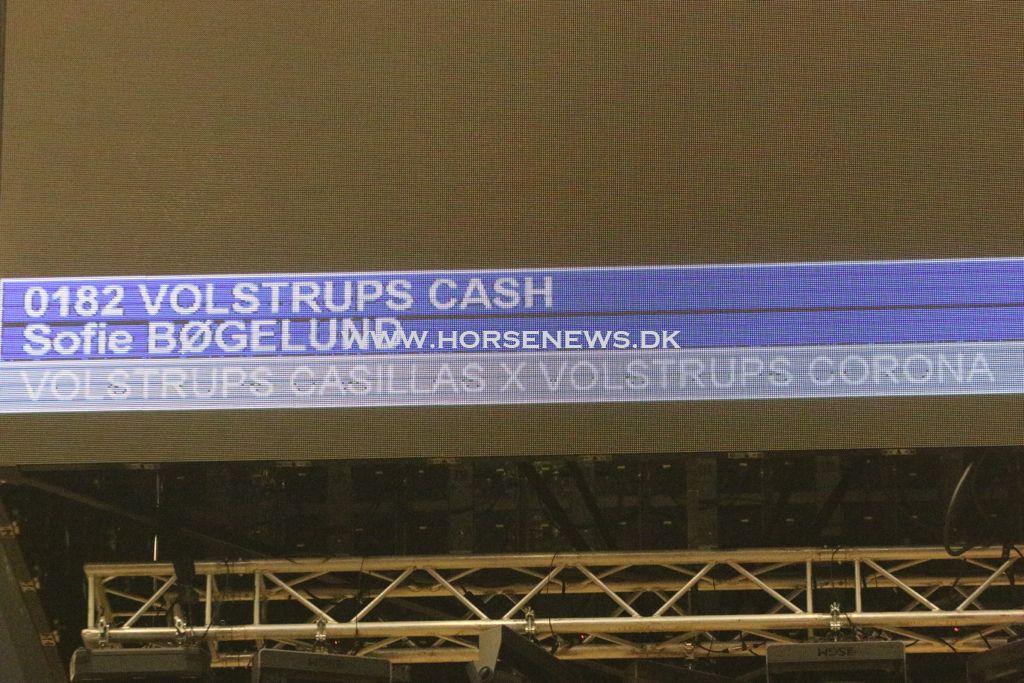 0182 VOLSTRUPS CASH
Sofie BØGELUND
WWW.HORSENEWS.DK
VOLSTRUPS CASILLAS X VOLSTRUPS CORONA